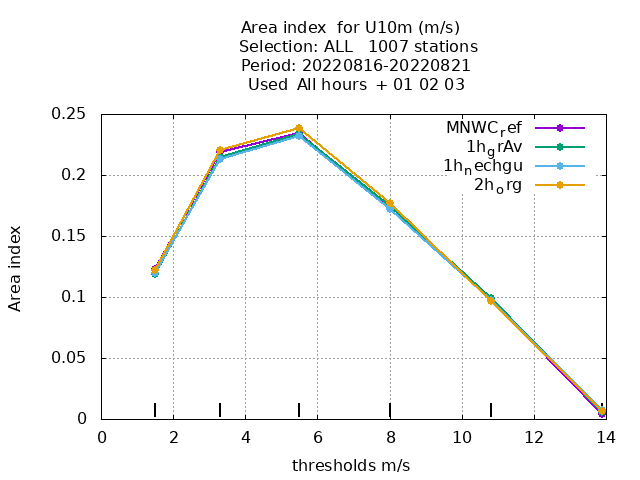 Area index  for U10m (m/s)
Selection: ALL   1007 stations
Period: 20220816-20220821
Used  All hours  + 01 02 03
MNWC_ref
1h_grAv
1h_nechgu
2h_org
0.25
0.2
0.15
0.1
0.05
0
Area index
0 2 4 6 8 10 12 14
thresholds m/s